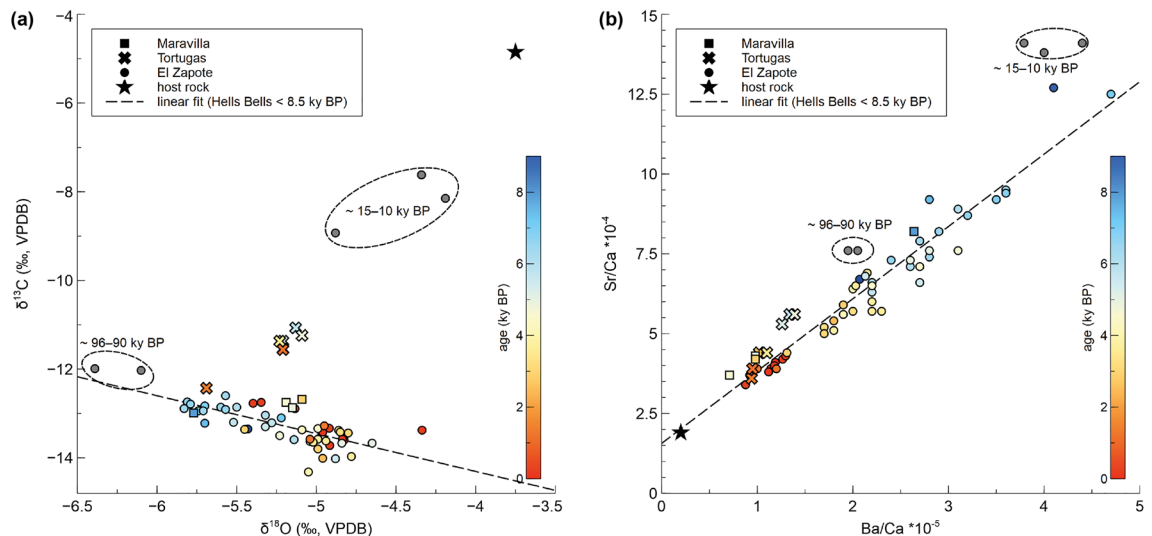 (a)
−4
−6
−8
−10
−12
−14
δ¹³C (‰, VPDB)
−6.5
−6
−5.5
−5
−4.5
−4
−3.5
δ¹⁸O (‰, VPDB)
Maravilla
Tortugas
El Zapote
host rock
linear fit (Hells Bells < 8.5 ky BP)
~ 15–10 ky BP
~ 96–90 ky BP
age (ky BP)
8
6
4
2
0
(b)
15
12.5
10
7.5
5
2.5
0
Sr/Ca *10⁻⁴
0
1
2
3
4
5
Ba/Ca *10⁻⁵
Maravilla
Tortugas
El Zapote
host rock
linear fit (Hells Bells < 8.5 ky BP)
~ 15–10 ky BP
~ 96–90 ky BP
age (ky BP)
8
6
4
2
0